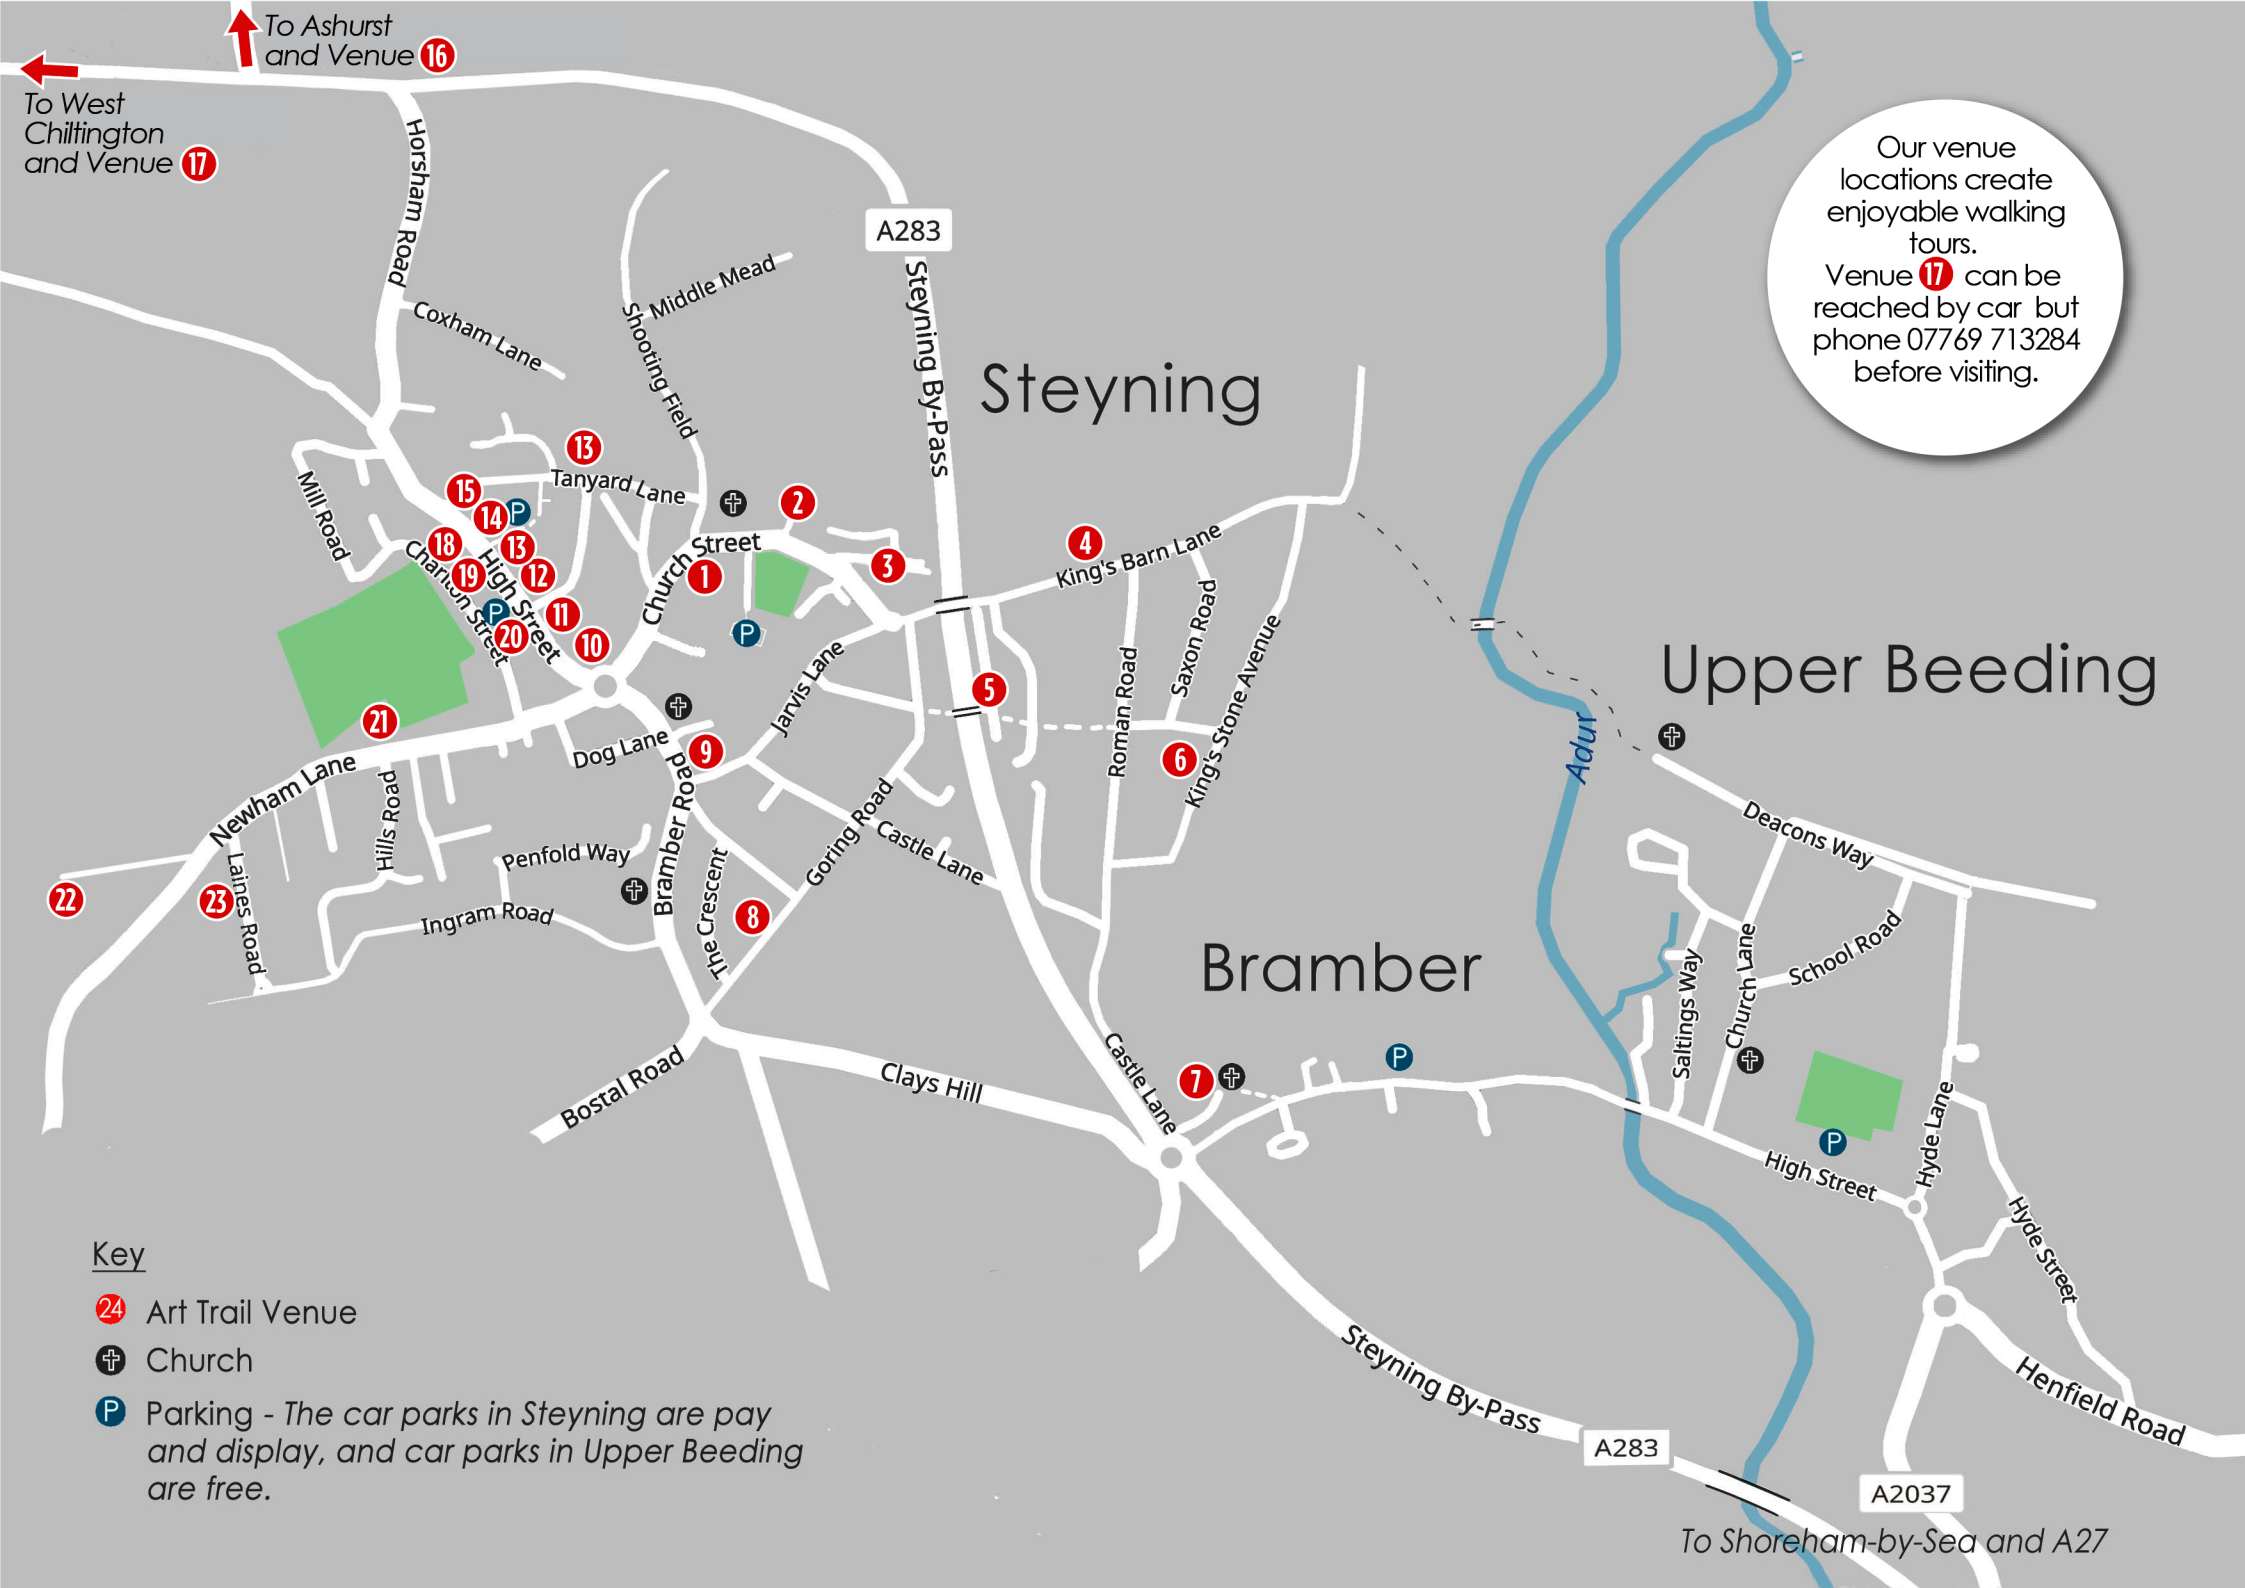 To Ashurst
and Venue 16
To West
Chiltington
and Venue 17
Our venue
locations create
enjoyable walking
tours.
Venue 17 can be
reached by car but
phone 07769 713284
before visiting.
Horsham Road
A283
Steyning By-Pass
Middle Mead
Shooting Field
Coxham Lane
Steyning
Mill Road
13
Tanyard Lane
15
14
P
2
18
13
Church Street
4
King's Barn Lane
3
19
12
1
Charlton Street
High Street
P
11
20
10
P
Saxon Road
King's Stone Avenue
Roman Road
Jarvis Lane
5
6
Upper Beeding
Adur
21
Dog Lane
9
Newham Lane
Hills Road
Bramber Road
Goring Road
Castle Lane
Penfold Way
The Crescent
8
Ingram Road
22
23
Laines Road
Deacons Way
School Road
Church Lane
Saltings Way
Bramber
Castle Lane
7
P
Bostal Road
Clays Hill
P
High Street
Hyde Lane
Hyde Street
Key
24 Art Trail Venue
Church
P Parking - The car parks in Steyning are pay
and display, and car parks in Upper Beeding
are free.
Steyning By-Pass
A283
Henfield Road
A2037
To Shoreham-by-Sea and A27